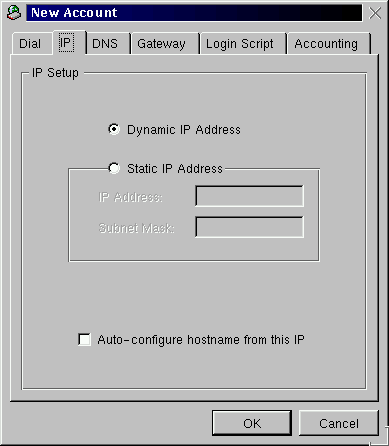 New Account
Dial IP DNS Gateway Login Script Accounting
IP Setup
Dynamic IP Address
Static IP Address
IP Address:
Subnet Mask:
Auto-configure hostname from this IP
OK Cancel